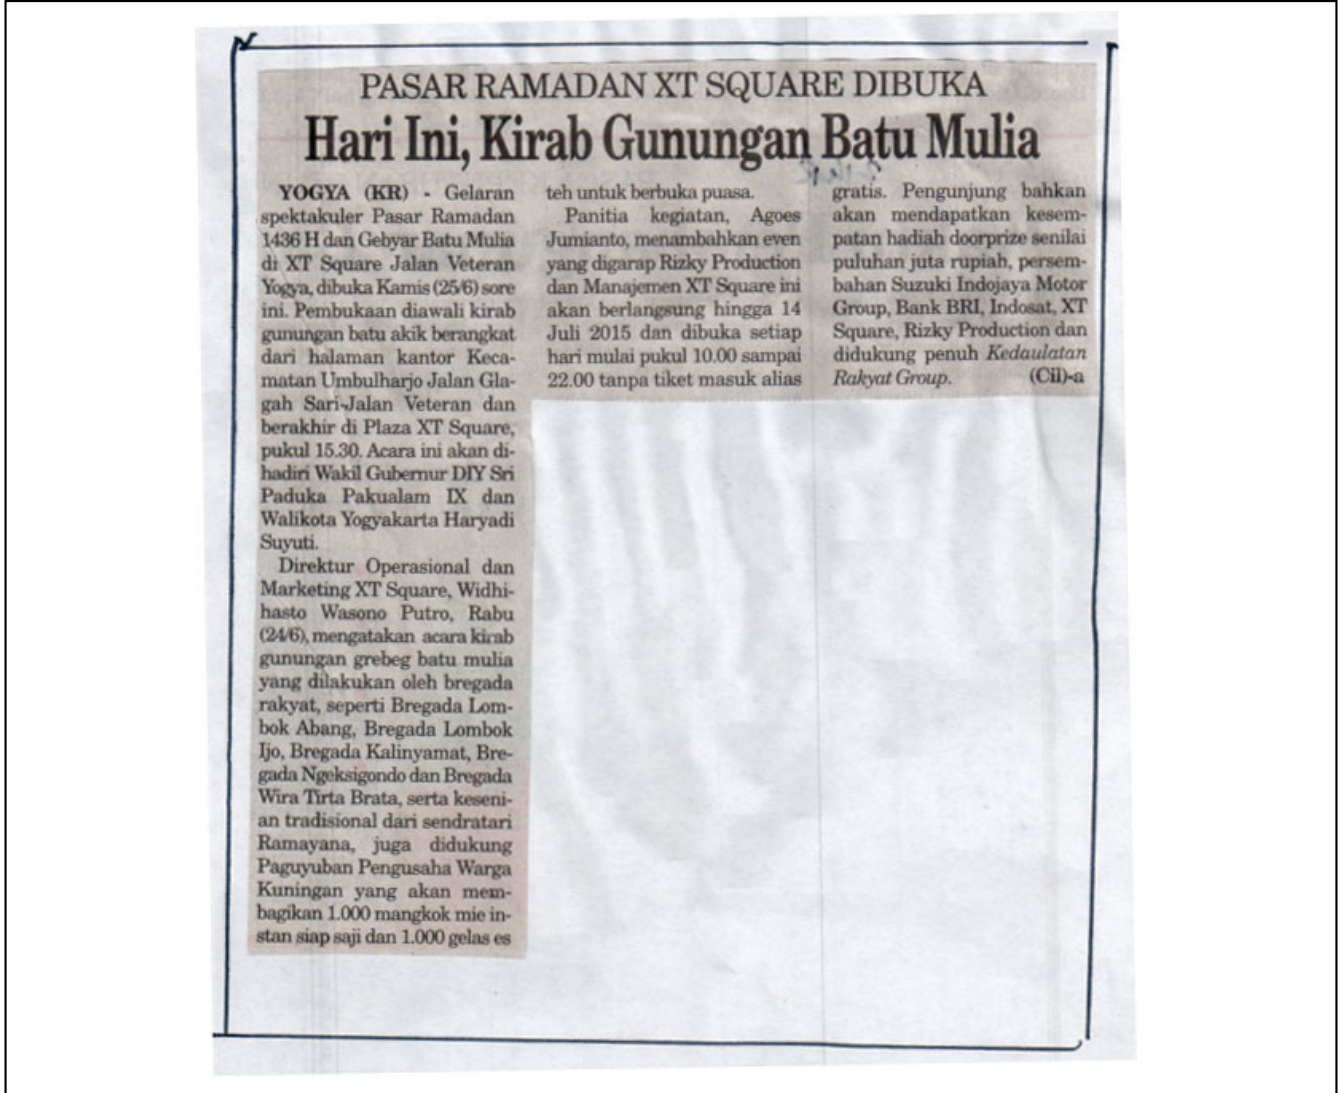 PASAR RAMADAN XT SQUARE DIBUKA
Hari Ini, Kirab Gunungan Batu Mulia
YOGYA (KR) - Gelaran
spektakuler Pasar Ramadan
1436 H dan Gebyar Batu Mulia
di XT Square Jalan Veteran
Yogya, dibuka Kamis (25/6) sore
ini. Pembukaan diawali kirab
gunungan batu akik berangkat
dari halaman kantor Keca-
matan Umbulharjo Jalan Gla-
gah Sari-Jalan Veteran dan
berakhir di Plaza XT Square,
pukul 15.30. Acara ini akan di-
hadiri Wakil Gubernur DIY Sri
Paduka Pakualam IX dan
Walikota Yogyakarta Haryadi
Suyuti.
Direktur Operasional dan
Marketing XT Square, Widhi-
hasto Wasono Putro, Rabu
(24/6), mengatakan acara kirab
gunungan grebeg batu mulia
yang dilakukan oleh bregada
rakyat, seperti Bregada Lom-
bok Abang, Bregada Lombok
Ijo, Bregada Kalinyamat, Bre-
gada Ngeksigondo dan Bregada
Wira Tirta Brata, serta keseni-
an tradisional dari sendratari
Ramayana, juga didukung
Paguyuban Pengusaha Warga
Kuningan yang akan mem-
bagikan 1.000 mangkok mie in-
stan siap saji dan 1.000 gelas es
teh untuk berbuka puasa.
Panitia kegiatan, Agoes
Jumianto, menambahkan even
yang digarap Rizky Production
dan Manajemen XT Square ini
akan berlangsung hingga 14
Juli 2015 dan dibuka setiap
hari mulai pukul 10.00 sampai
22.00 tanpa tiket masuk alias
gratis. Pengunjung bahkan
akan mendapatkan kesem-
patan hadiah doorprize senilai
puluhan juta rupiah, persem-
bahan Suzuki Indojaya Motor
Group, Bank BRI, Indosat, XT
Square, Rizky Production dan
didukung penuh Kedaulatan
Rakyat Group. (Cil)-a